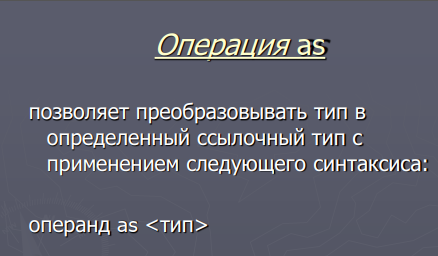 Операция as
позволяет преобразовывать тип в
определенный ссылочный тип с
применением следующего синтаксиса:
операнд as <тип>